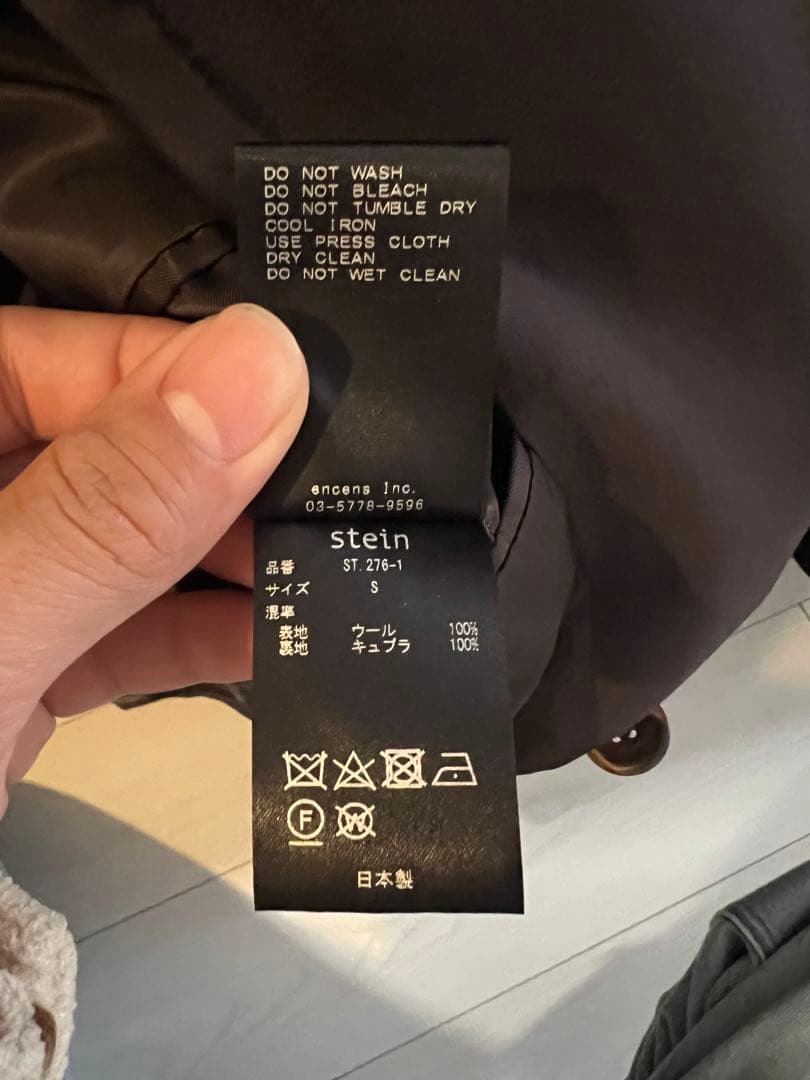 DO NOT WASH
DO NOT BLEACH
DO NOT TUMBLE DRY
COOL IRON
USE PRESS CLOTH
DRY CLEAN
DO NOT WET CLEAN
encens Inc.
03-5778-9596
stein
品番 ST.276-1
サイズ S
混率
表地 ウール 100%
裏地 キュプラ 100%
F W
日本製